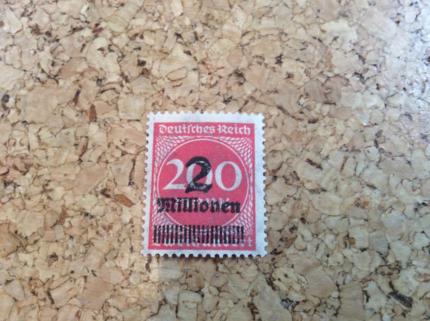 Deutsches Reich
200
2
Millionen